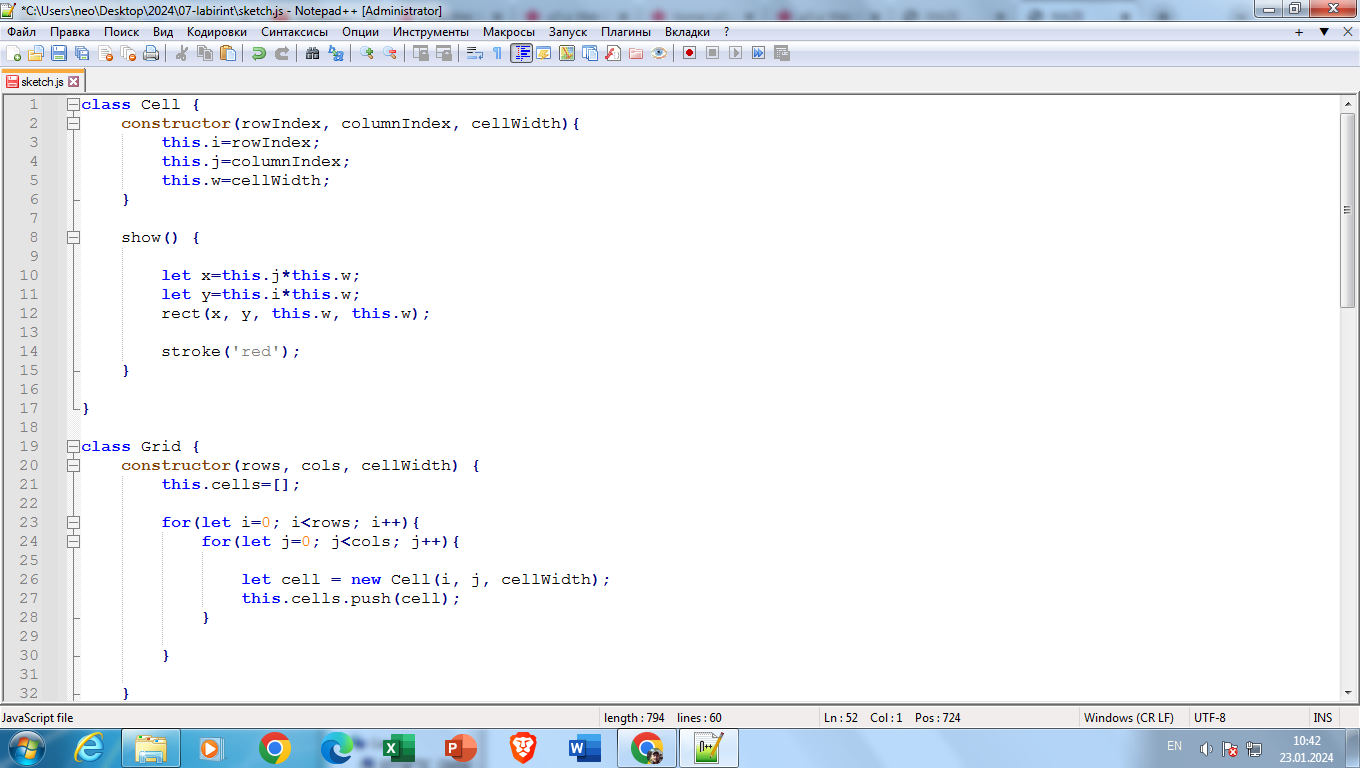 *C:\Users\neo\Desktop\2024\07-labirint\sketch.js - Notepad++ [Administrator]
Файл Правка Поиск Вид Кодировки Синтаксисы Опции Инструменты Макросы Запуск Плагины Вкладки ?
sketch.js
1 class Cell {
2 constructor(rowIndex, columnIndex, cellWidth){
3 this.i=rowIndex;
4 this.j=columnIndex;
5 this.w=cellWidth;
6 }
7
8 show() {
9
10 let x=this.j*this.w;
11 let y=this.i*this.w;
12 rect(x, y, this.w, this.w);
13
14 stroke('red');
15 }
16
17 }
18
19 class Grid {
20 constructor(rows, cols, cellWidth) {
21 this.cells=[];
22
23 for(let i=0; i<rows; i++){
24 for(let j=0; j<cols; j++){
25
26 let cell = new Cell(i, j, cellWidth);
27 this.cells.push(cell);
28 }
29
30 }
31
32 }
JavaScript file length : 794 lines : 60 Ln : 52 Col : 1 Pos : 724 Windows (CR LF) UTF-8 INS
EN 10:42
23.01.2024